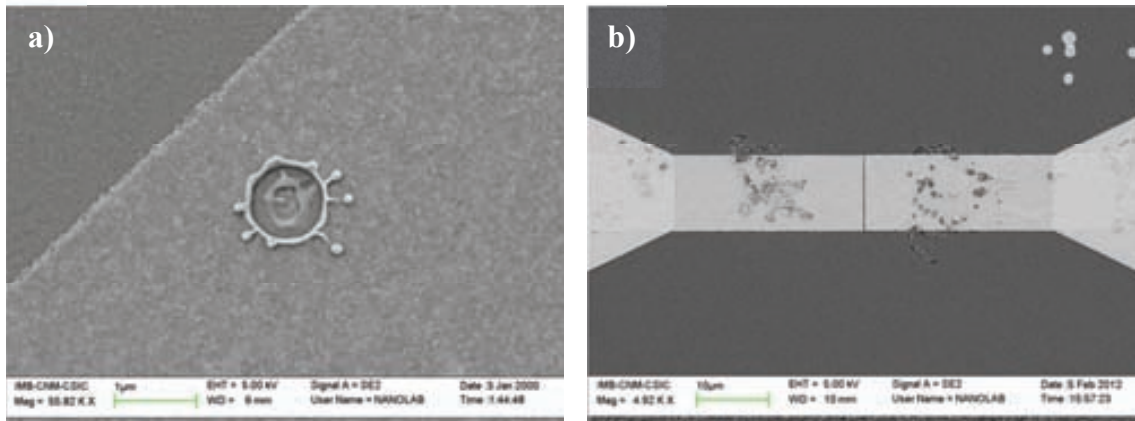 a)
IMB-CNM-CSIC 1µm EHT = 5.00 kV Signal A = SE2 Date :3 Jan 2000
Mag = 50.82 K X WD = 6 mm User Name = NANOLAB Time :1:44:48
b)
IMB-CNM-CSIC 10µm EHT = 5.00 kV Signal A = SE2 Date :5 Feb 2012
Mag = 4.92 K X WD = 10 mm User Name = NANOLAB Time :16:57:23